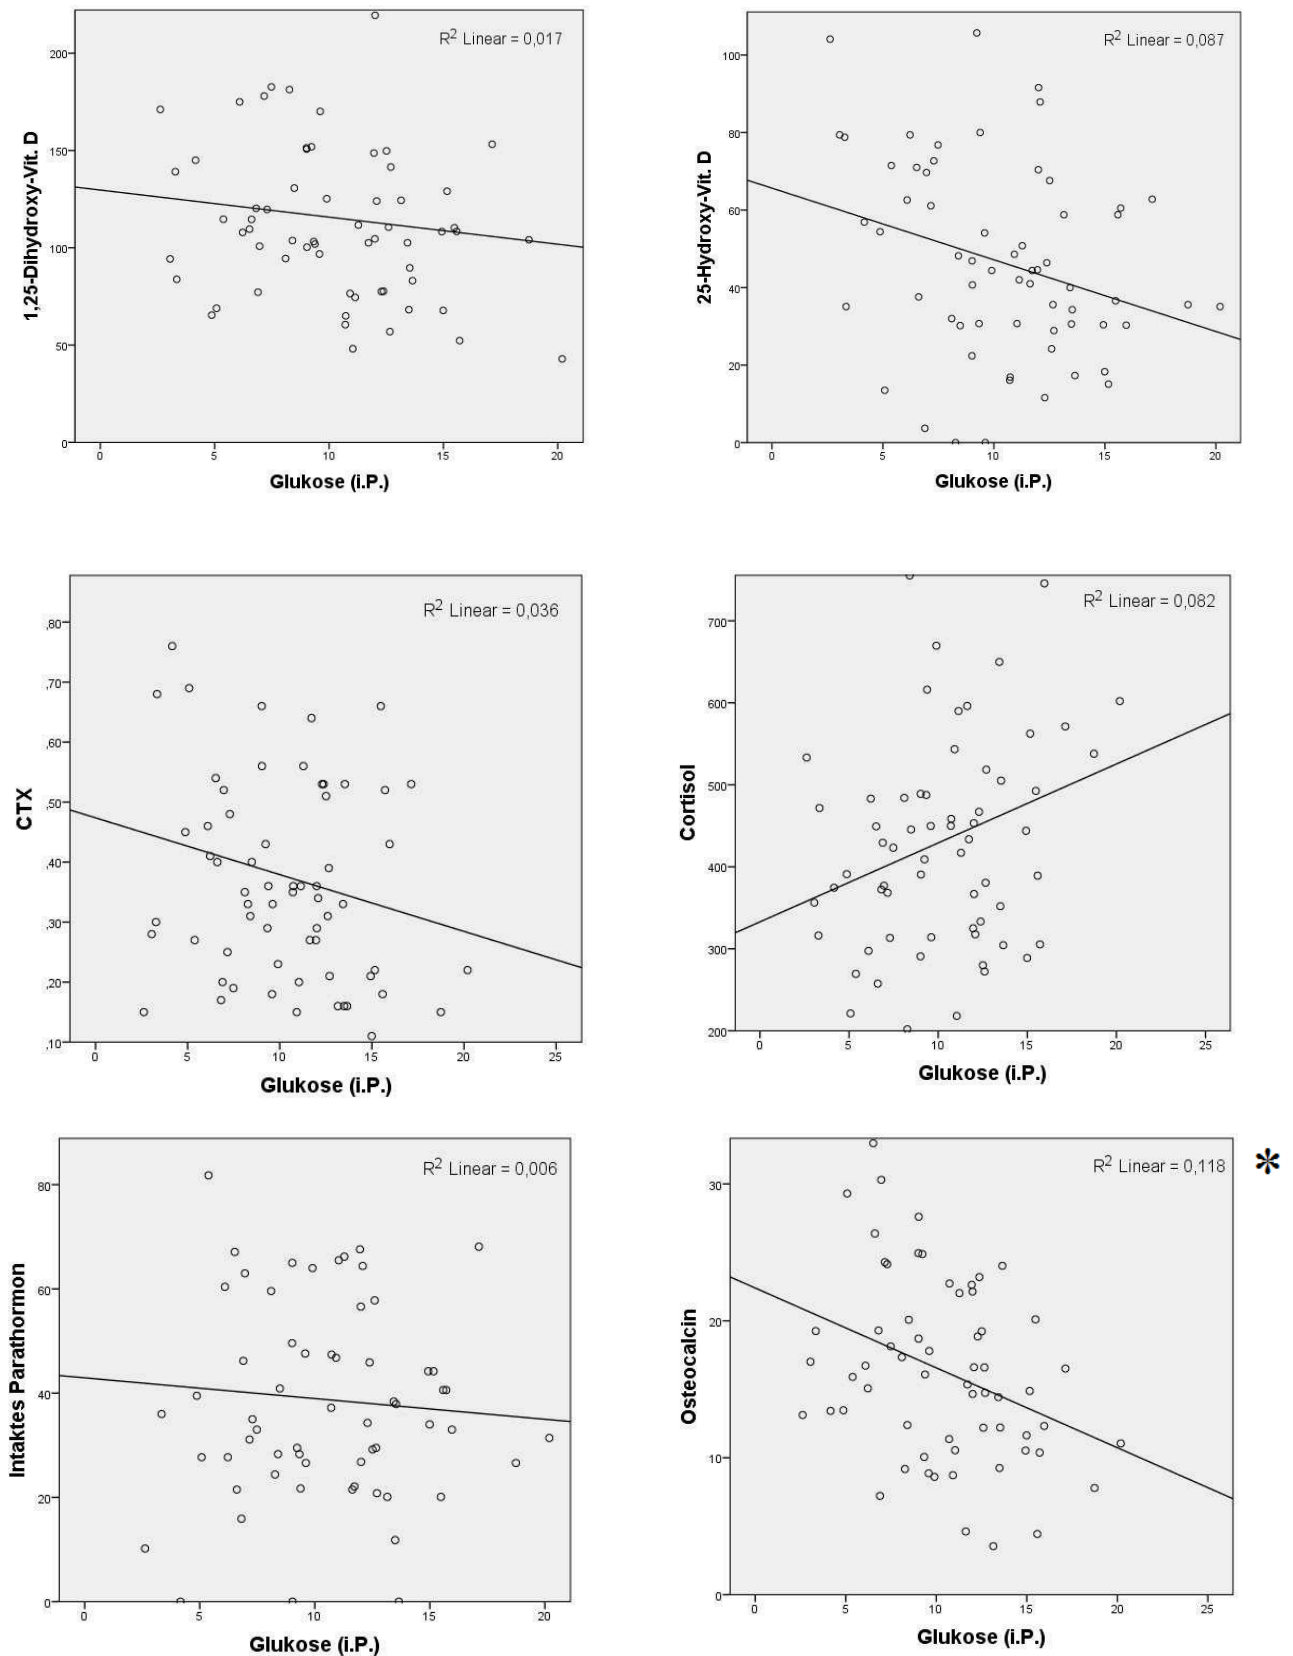 R² Linear = 0,017
1,25-Dihydroxy-Vit. D
200
150
100
50
0
0 5 10 15 20
Glukose (i.P.)
R² Linear = 0,087
25-Hydroxy-Vit. D
100
80
60
40
20
0
0 5 10 15 20
Glukose (i.P.)
R² Linear = 0,036
CTX
,80
,70
,60
,50
,40
,30
,20
,10
0 5 10 15 20 25
Glukose (i.P.)
R² Linear = 0,082
Cortisol
700
600
500
400
300
200
0 5 10 15 20 25
Glukose (i.P.)
R² Linear = 0,006
Intaktes Parathormon
80
60
40
20
0
0 5 10 15 20
Glukose (i.P.)
R² Linear = 0,118 *
Osteocalcin
30
20
10
0
0 5 10 15 20 25
Glukose (i.P.)